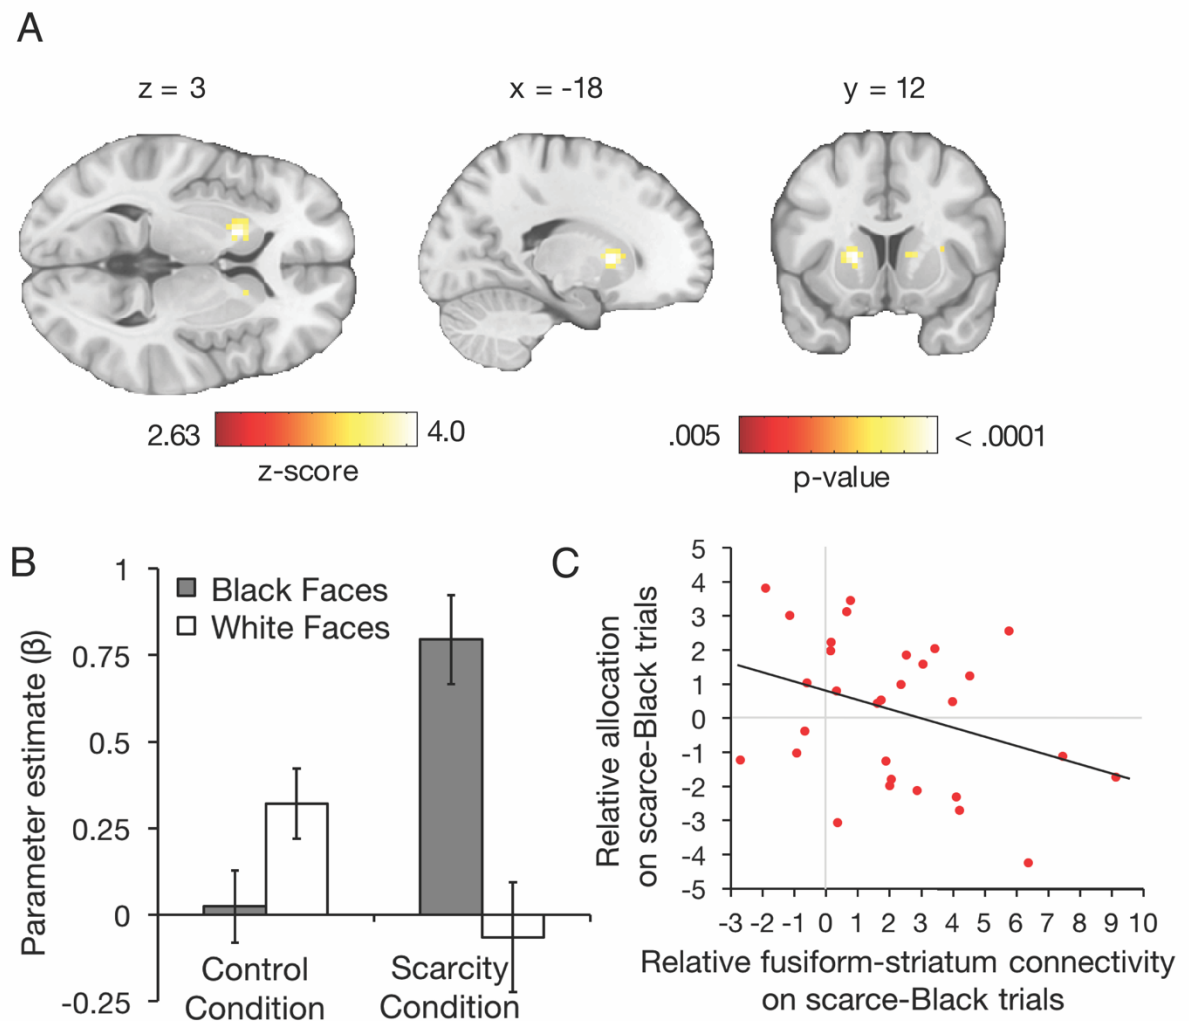 A
z = 3
x = -18
y = 12
2.63
4.0
z-score
.005
< .0001
p-value
B
Parameter estimate (β)
1
0.75
0.5
0.25
0
-0.25
Black Faces
White Faces
Control
Condition
Scarcity
Condition
C
Relative allocation
on scarce-Black trials
5
4
3
2
1
0
-1
-2
-3
-4
-5
-3 -2 -1 0 1 2 3 4 5 6 7 8 9 10
Relative fusiform-striatum connectivity
on scarce-Black trials